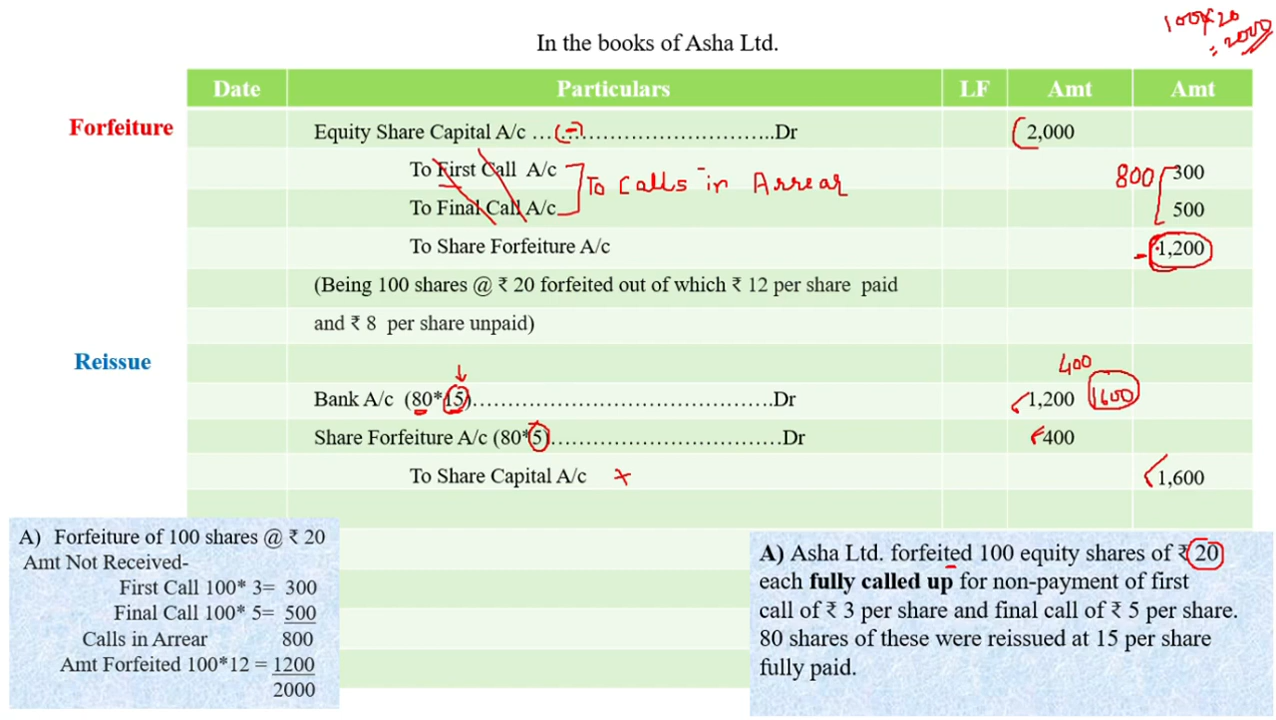 100*20
= 2000
In the books of Asha Ltd.
Date Particulars LF Amt Amt
Forfeiture Equity Share Capital A/c …(-)……………………………..Dr 2,000
To First Call A/c 300
To Calls in Arrear 800
To Final Call A/c 500
To Share Forfeiture A/c - 1,200
(Being 100 shares @ ₹ 20 forfeited out of which ₹ 12 per share paid
and ₹ 8 per share unpaid)
Reissue 400
Bank A/c (80*15)……………………………………….Dr 1,200 1600
Share Forfeiture A/c (80*5)…………………………………Dr 400
To Share Capital A/c + 1,600
A) Forfeiture of 100 shares @ ₹ 20
Amt Not Received-
First Call 100* 3= 300
Final Call 100* 5= 500
Calls in Arrear 800
Amt Forfeited 100*12 = 1200
2000
A) Asha Ltd. forfeited 100 equity shares of ₹ 20
each fully called up for non-payment of first
call of ₹ 3 per share and final call of ₹ 5 per share.
80 shares of these were reissued at 15 per share
fully paid.